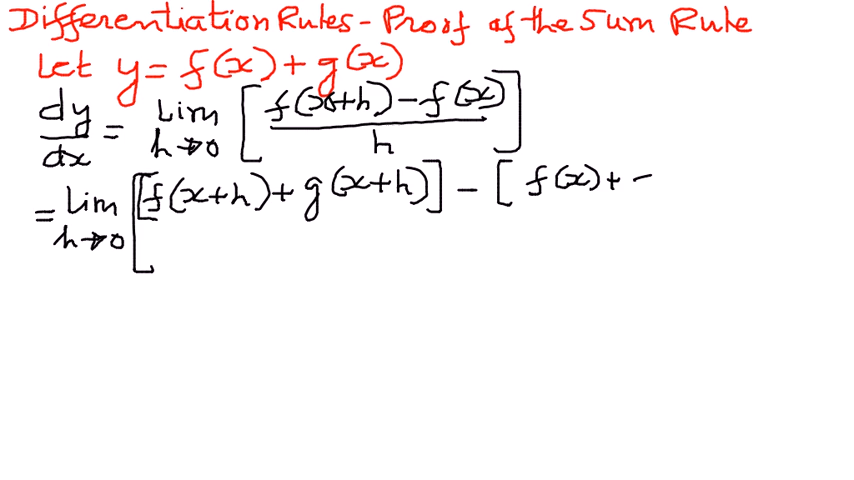 Differentiation Rules - Proof of the Sum Rule
Let y = f(x) + g(x)
dy/dx = Lim h→0 [ f(x+h) - f(x) / h ]
= Lim h→0 [ [f(x+h) + g(x+h)] - [ f(x) +